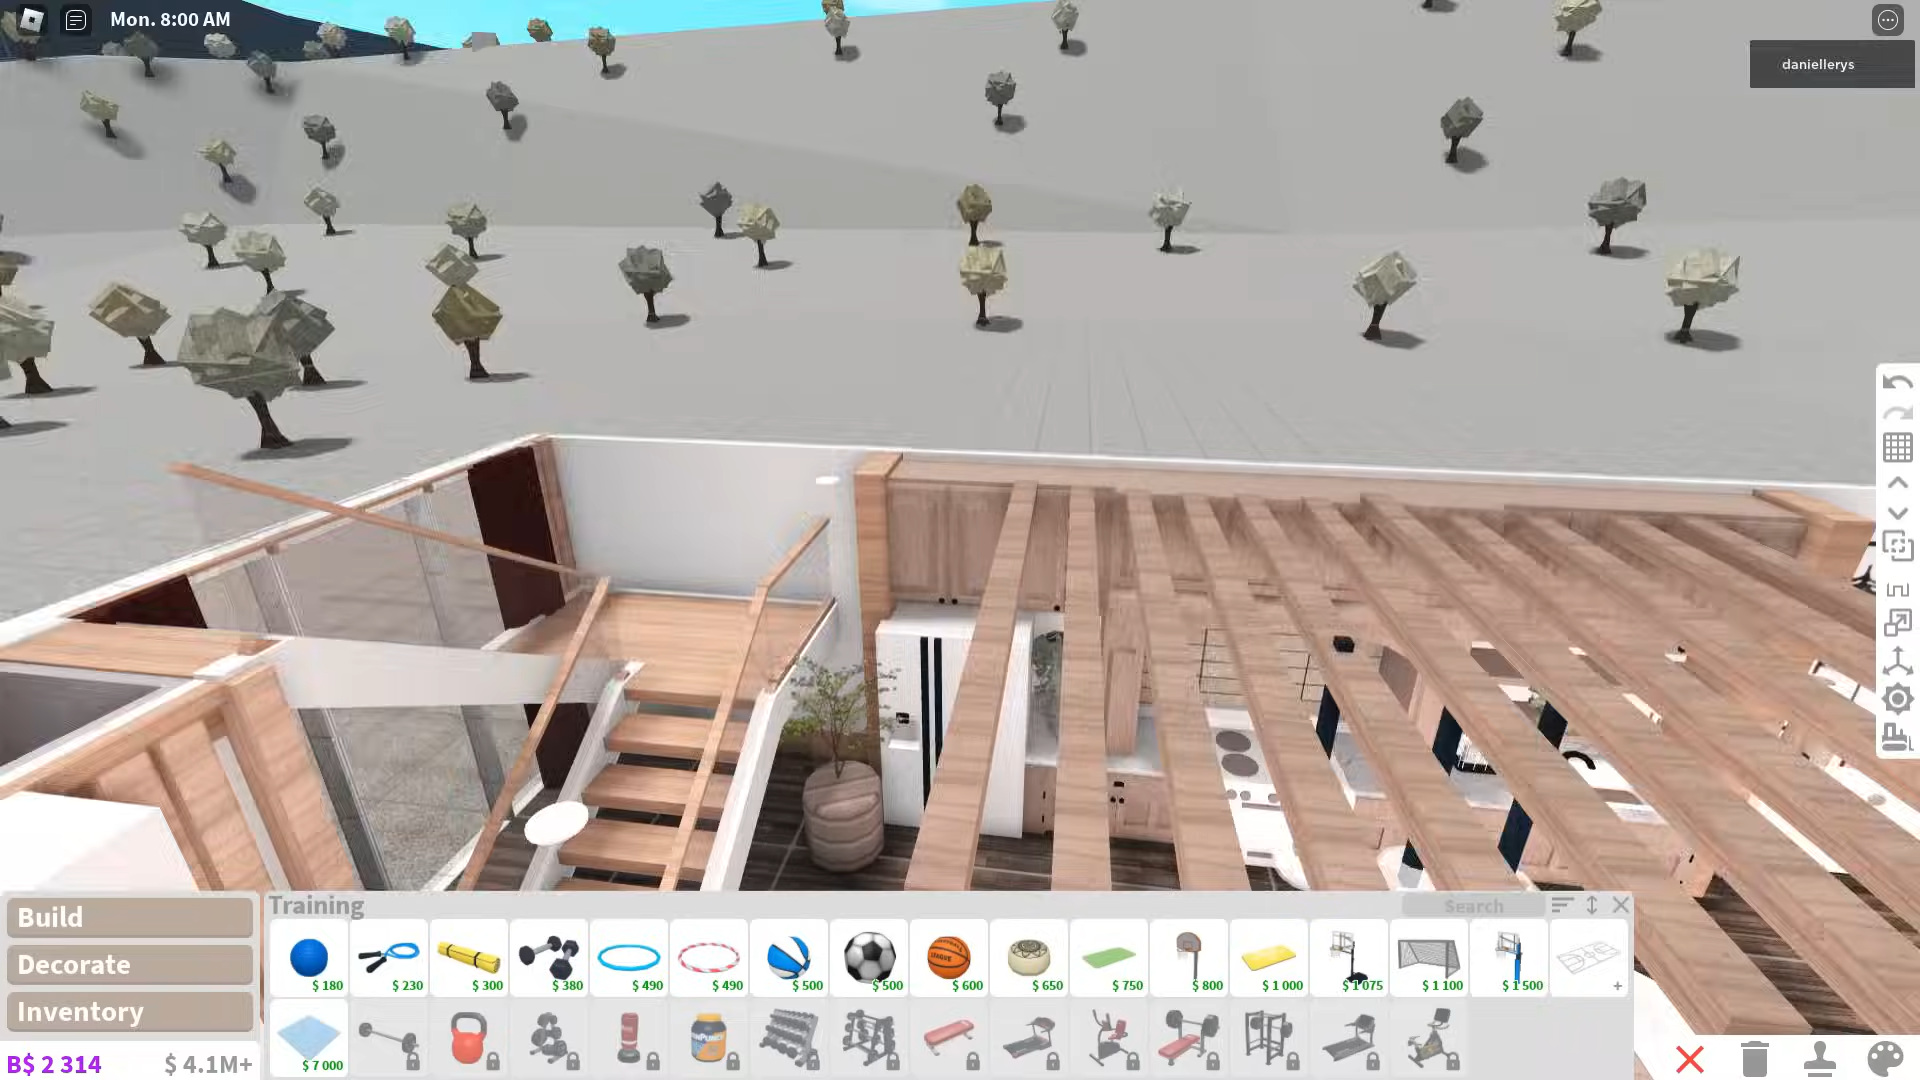 Mon. 8:00 AM
daniellerys
Build
Decorate
Inventory
B$ 2 314
$ 4.1M+
Training
Search
$ 180
$ 230
$ 300
$ 380
$ 490
$ 490
$ 500
$ 500
$ 600
$ 650
$ 750
$ 800
$ 1 000
$ 1 075
$ 1 100
$ 1 500
+
$ 7 000